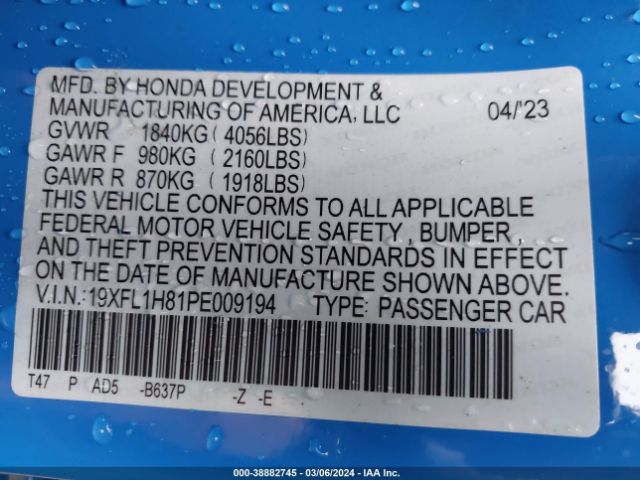 MFD. BY HONDA DEVELOPMENT &
MANUFACTURING OF AMERICA, LLC 04/'23
GVWR 1840KG ( 4056LBS)
GAWR F 980KG ( 2160LBS)
GAWR R 870KG ( 1918LBS)
THIS VEHICLE CONFORMS TO ALL APPLICABLE
FEDERAL MOTOR VEHICLE SAFETY, BUMPER,
AND THEFT PREVENTION STANDARDS IN EFFECT
ON THE DATE OF MANUFACTURE SHOWN ABOVE.
V.I.N.:19XFL1H81PE009194 TYPE: PASSENGER CAR
T47 P AD5 -B637P -Z -E
000-38882745 - 03/06/2024 - IAA Inc.